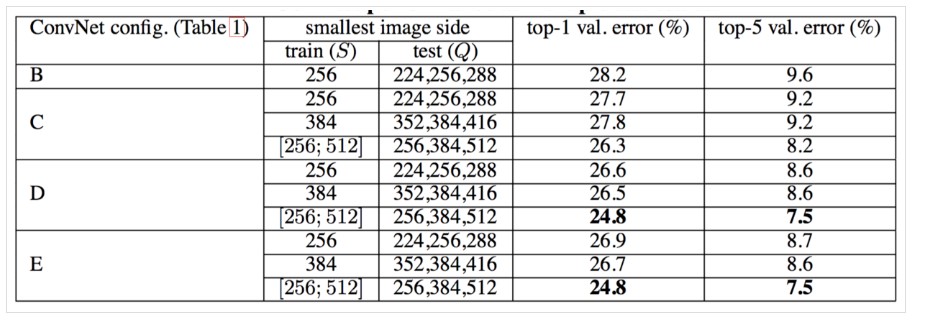 ConvNet config. (Table 1) smallest image side top-1 val. error (%) top-5 val. error (%)
train (S) test (Q)
B 256 224,256,288 28.2 9.6
256 224,256,288 27.7 9.2
C 384 352,384,416 27.8 9.2
[256; 512] 256,384,512 26.3 8.2
256 224,256,288 26.6 8.6
D 384 352,384,416 26.5 8.6
[256; 512] 256,384,512 24.8 7.5
256 224,256,288 26.9 8.7
E 384 352,384,416 26.7 8.6
[256; 512] 256,384,512 24.8 7.5